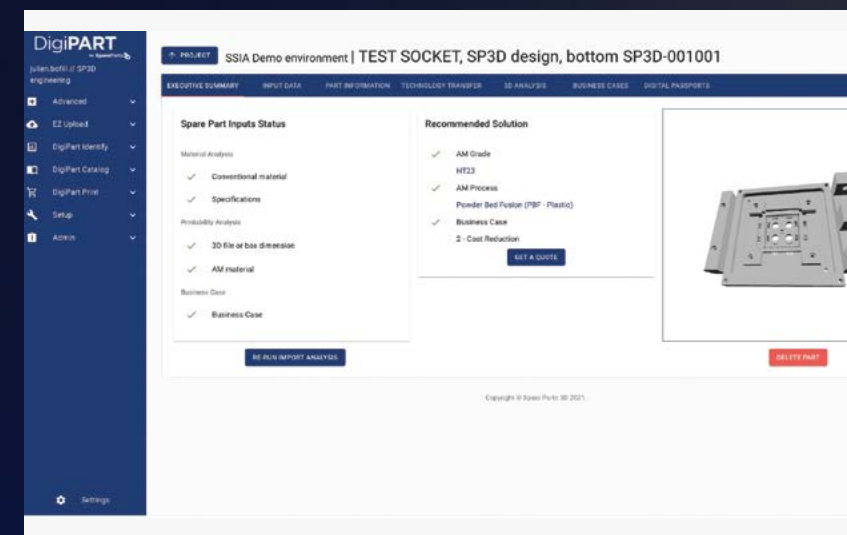 DigiPART
by SpareParts3D
julien.bofill // SP3D
engineering
Advanced
EZ Upload
DigiPart Identify
DigiPart Catalog
DigiPart Print
Setup
Admin
Settings
PROJECT
SSIA Demo environment | TEST SOCKET, SP3D design, bottom SP3D-001001
EXECUTIVE SUMMARY INPUT DATA PART INFORMATION TECHNOLOGY TRANSFER 3D ANALYSIS BUSINESS CASES DIGITAL PASSPORTS
Spare Part Inputs Status
Material Analysis
Conventional material
Specifications
Printability Analysis
3D file or box dimension
AM material
Business Case
Business Case
RE-RUN IMPORT ANALYSIS
Recommended Solution
AM Grade
HT23
AM Process
Powder Bed Fusion (PBF - Plastic)
Business Case
2 - Cost Reduction
GET A QUOTE
DELETE PART
Copyright © Spare Parts 3D 2021.